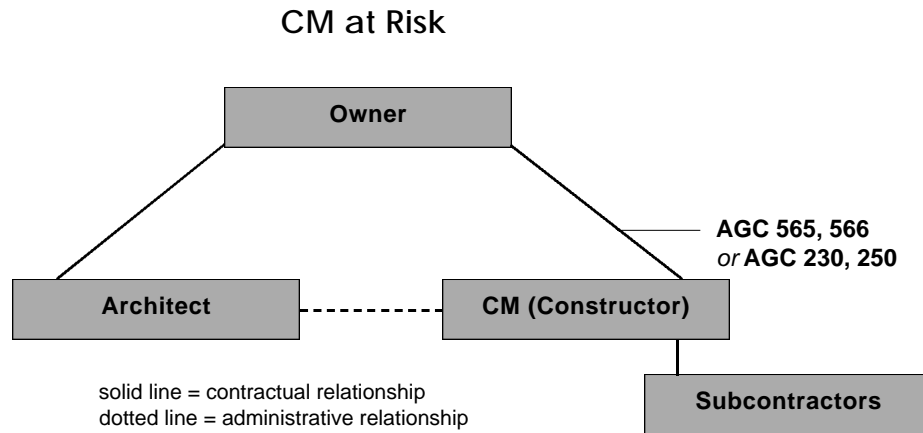 CM at Risk
Owner
AGC 565, 566
or AGC 230, 250
Architect
CM (Constructor)
solid line = contractual relationship
dotted line = administrative relationship
Subcontractors